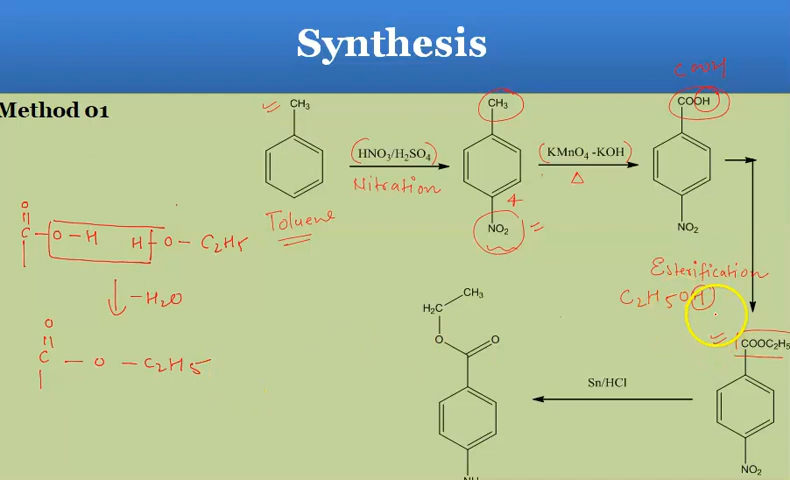 Synthesis
Method 01
CH3
HNO3/H2SO4
Nitration
Toluene
CH3
4
NO2
KMnO4 -KOH
Δ
COOH
COOH
NO2
Esterification
C2H5OH
COOC2H5
NO2
Sn/HCl
CH3
H2C
O
O
O
C
O - H
H
O - C2H5
-H2O
O
C - O - C2H5